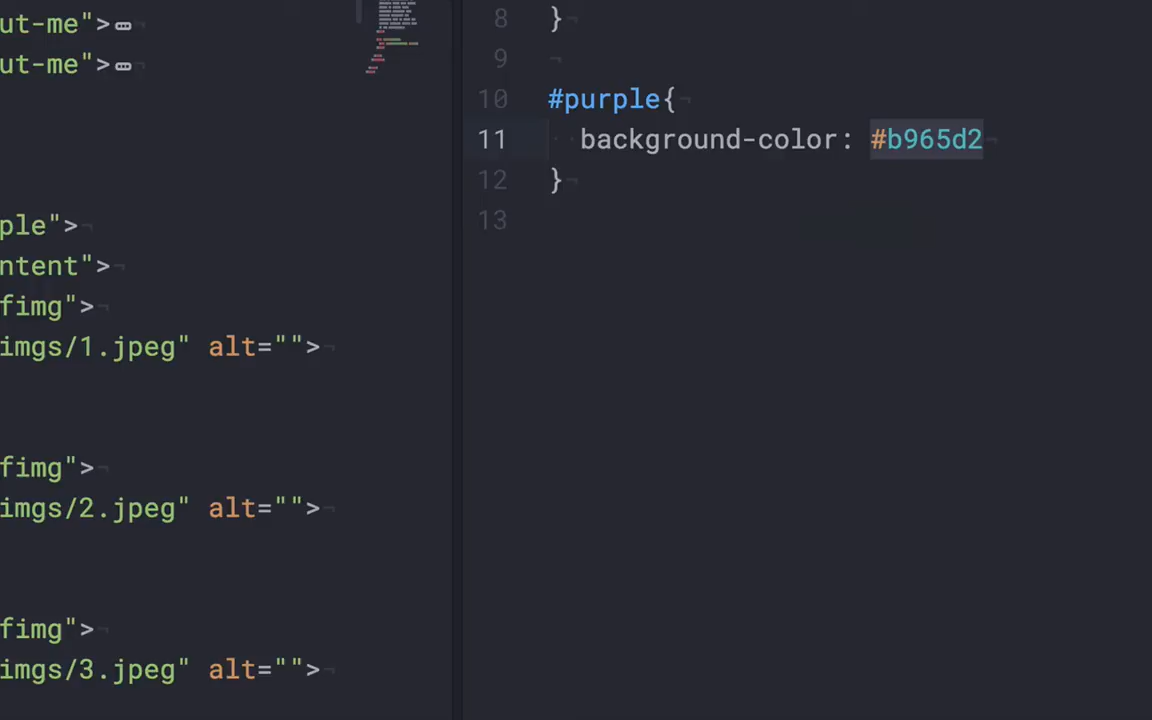 ut-me">
ut-me">
ple">
ntent">
fimg">
imgs/1.jpeg" alt="">
fimg">
imgs/2.jpeg" alt="">
fimg">
imgs/3.jpeg" alt="">
8 }
9
10 #purple{
11 background-color: #b965d2
12 }
13